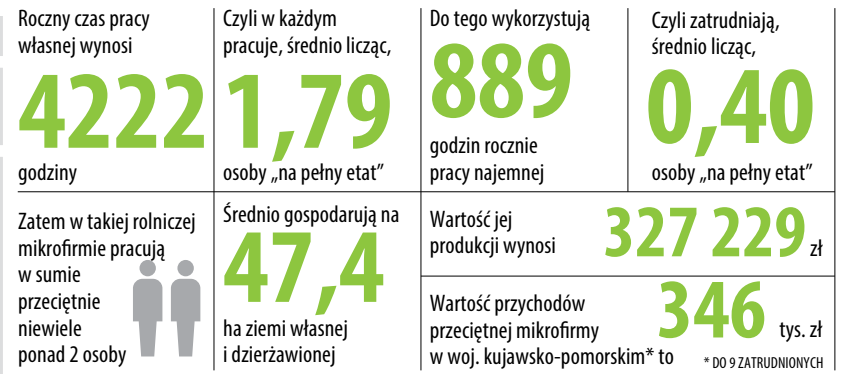 Roczny czas pracy
własnej wynosi
4222
godziny
Czyli w każdym
pracuje, średnio licząc,
1,79
osoby „na pełny etat”
Do tego wykorzystują
889
godzin rocznie
pracy najemnej
Czyli zatrudniają,
średnio licząc,
0,40
osoby „na pełny etat”
Zatem w takiej rolniczej
mikrofirmie pracują
w sumie
przeciętnie
niewiele
ponad 2 osoby
Średnio gospodarują na
47,4
ha ziemi własnej
i dzierżawionej
Wartość jej
produkcji wynosi
327 229 zł
Wartość przychodów
przeciętnej mikrofirmy
w woj. kujawsko-pomorskim* to
346 tys. zł
* DO 9 ZATRUDNIONYCH